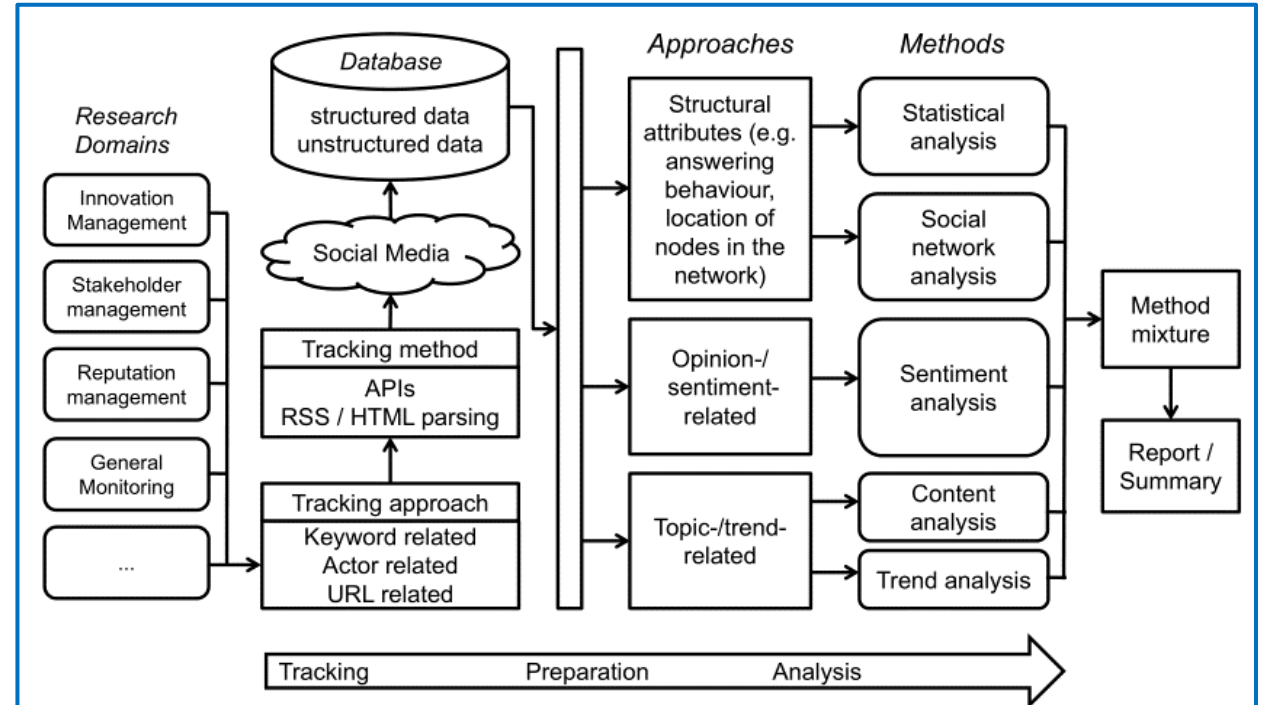 Research
Domains
Innovation
Management
Stakeholder
management
Reputation
management
General
Monitoring
...
Database
structured data
unstructured data
Social Media
Tracking method
APIs
RSS / HTML parsing
Tracking approach
Keyword related
Actor related
URL related
Approaches
Structural
attributes (e.g.
answering
behaviour,
location of
nodes in the
network)
Opinion-/
sentiment-
related
Topic-/trend-
related
Methods
Statistical
analysis
Social
network
analysis
Sentiment
analysis
Content
analysis
Trend analysis
Method
mixture
Report /
Summary
Tracking Preparation Analysis